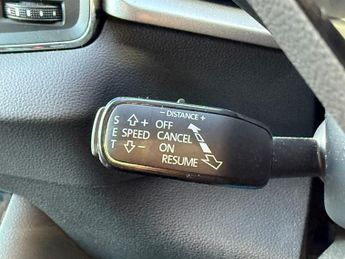 − DISTANCE +
S ⇧+ OFF
E SPEED CANCEL
T ⇩− ON
RESUME